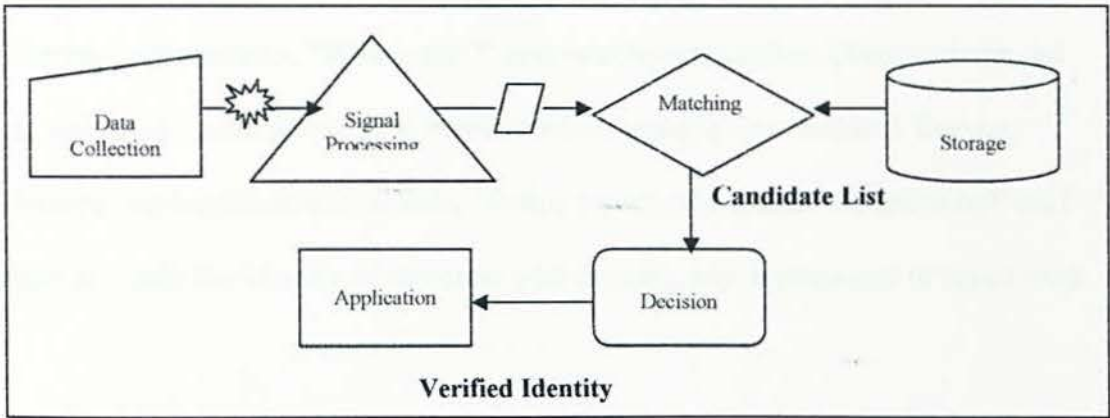 Data
Collection
Signal
Processing
Matching
Storage
Candidate List
Application
Decision
Verified Identity